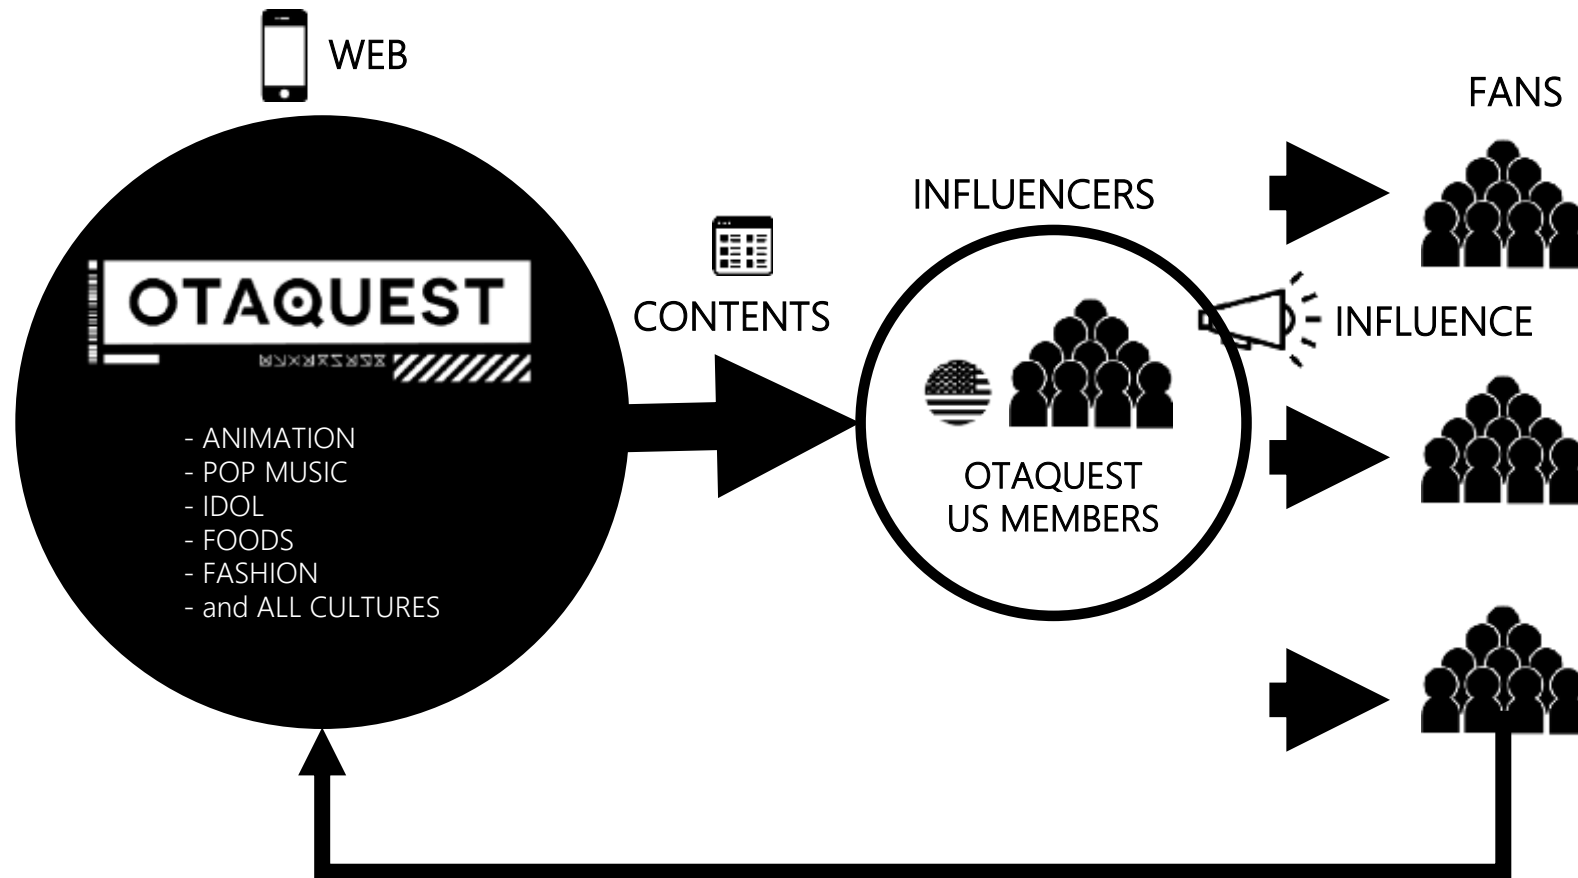 WEB
OTAQUEST
- ANIMATION
- POP MUSIC
- IDOL
- FOODS
- FASHION
- and ALL CULTURES
CONTENTS
INFLUENCERS
OTAQUEST
US MEMBERS
INFLUENCE
FANS